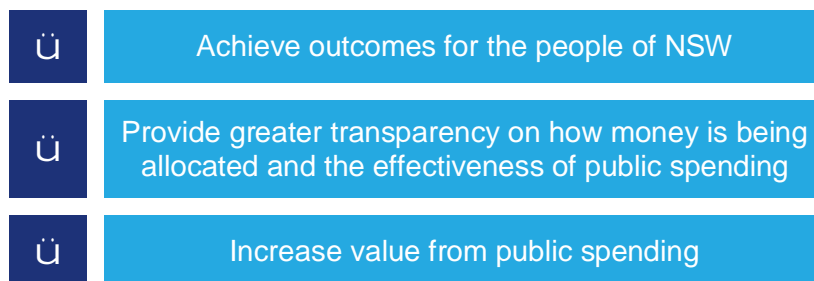 ü Achieve outcomes for the people of NSW
ü Provide greater transparency on how money is being
allocated and the effectiveness of public spending
ü Increase value from public spending